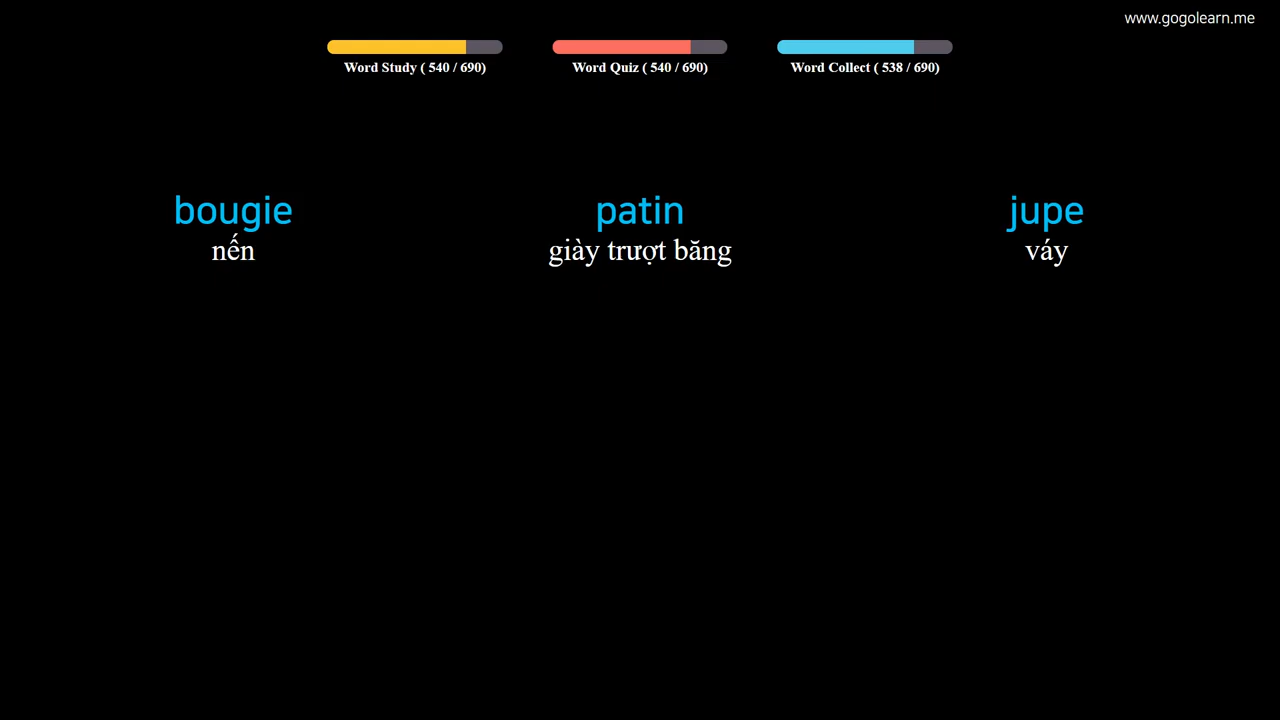 www.gogolearn.me
Word Study ( 540 / 690)
Word Quiz ( 540 / 690)
Word Collect ( 538 / 690)
bougie
nến
patin
giày trượt băng
jupe
váy